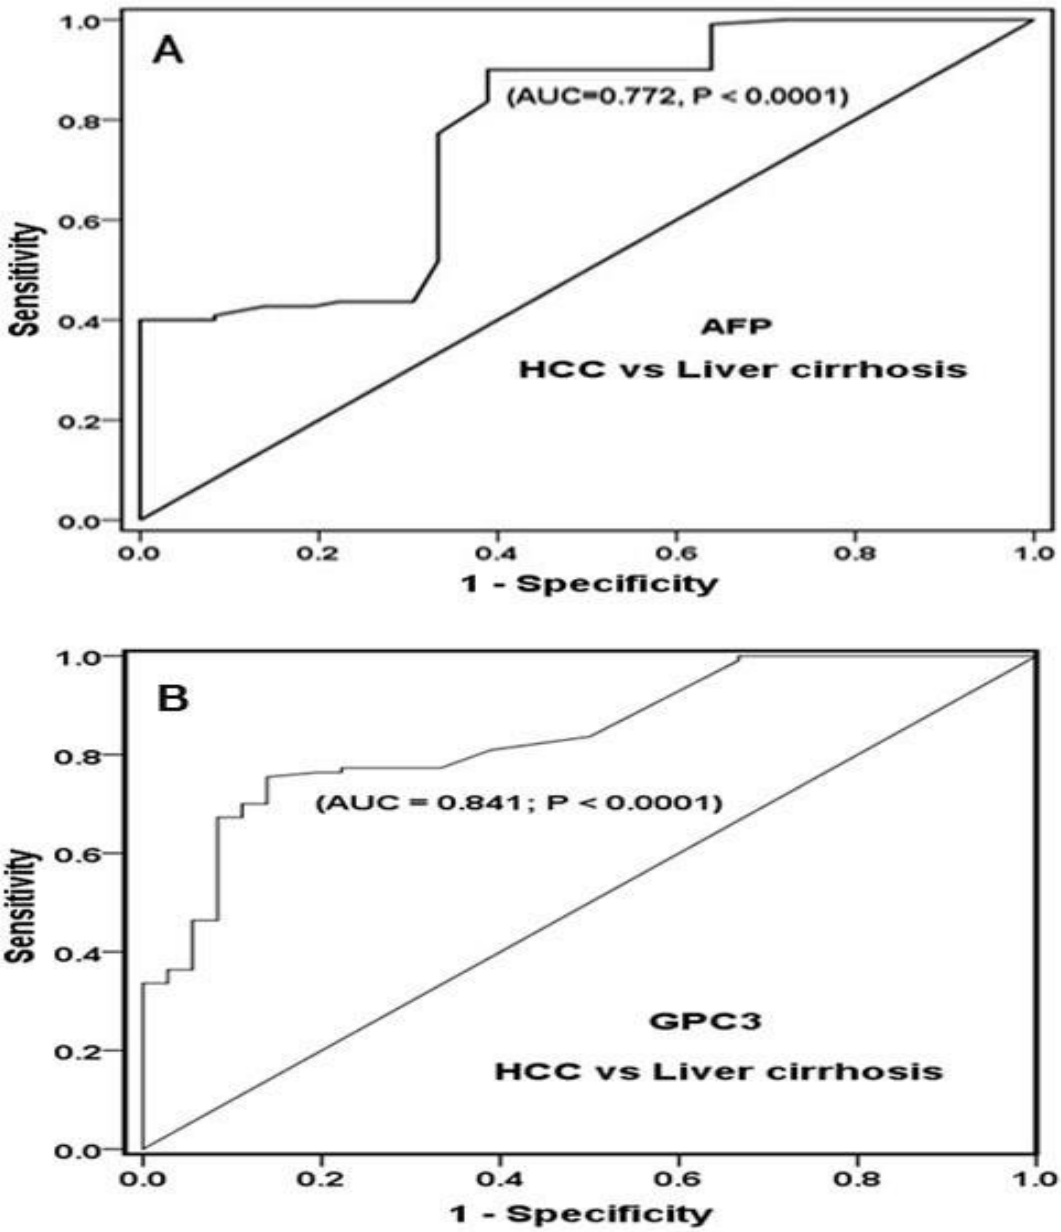 A
1.0
0.8
0.6
0.4
0.2
0.0
Sensitivity
(AUC=0.772, P < 0.0001)
AFP
HCC vs Liver cirrhosis
0.0 0.2 0.4 0.6 0.8 1.0
1 - Specificity
B
1.0
0.8
0.6
0.4
0.2
0.0
Sensitivity
(AUC = 0.841; P < 0.0001)
GPC3
HCC vs Liver cirrhosis
0.0 0.2 0.4 0.6 0.8 1.0
1 - Specificity